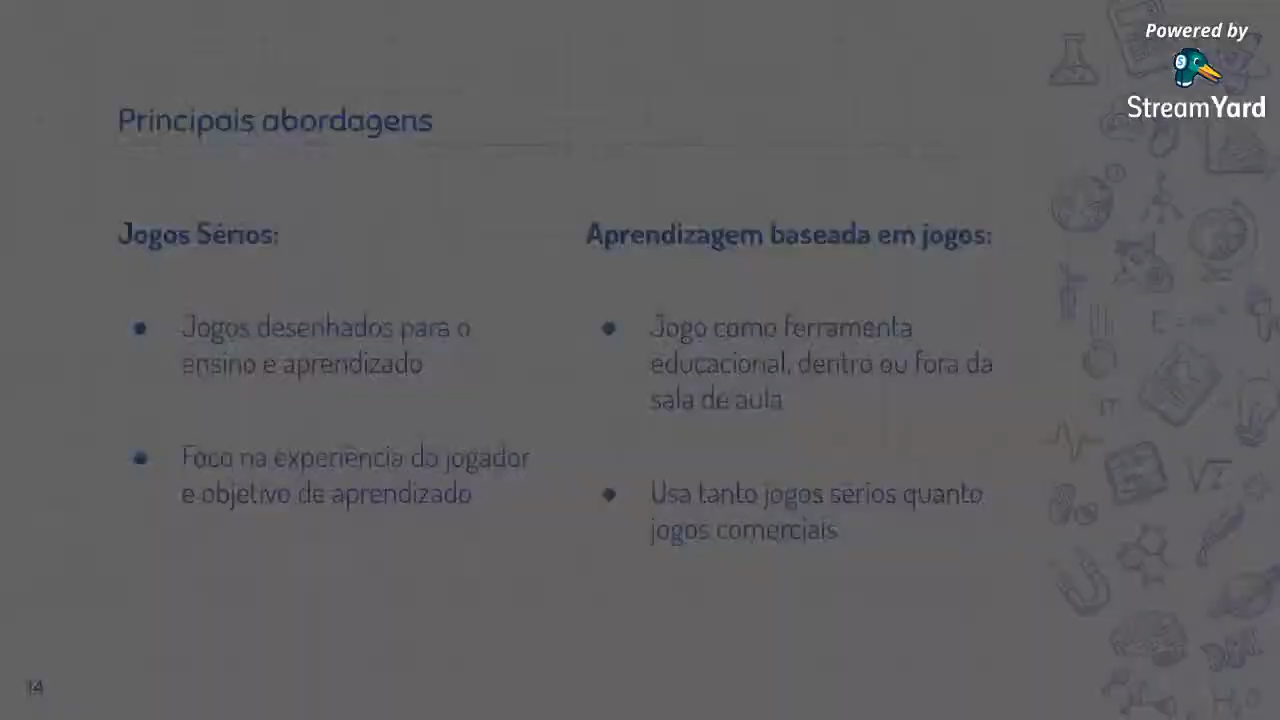 Powered by
StreamYard
Principais abordagens
Jogos Sérios:
● Jogos desenhados para o
ensino e aprendizado
● Foco na experiência do jogador
e objetivo de aprendizado
Aprendizagem baseada em jogos:
● Jogo como ferramenta
educacional, dentro ou fora da
sala de aula
● Usa tanto jogos sérios quanto
jogos comerciais
14